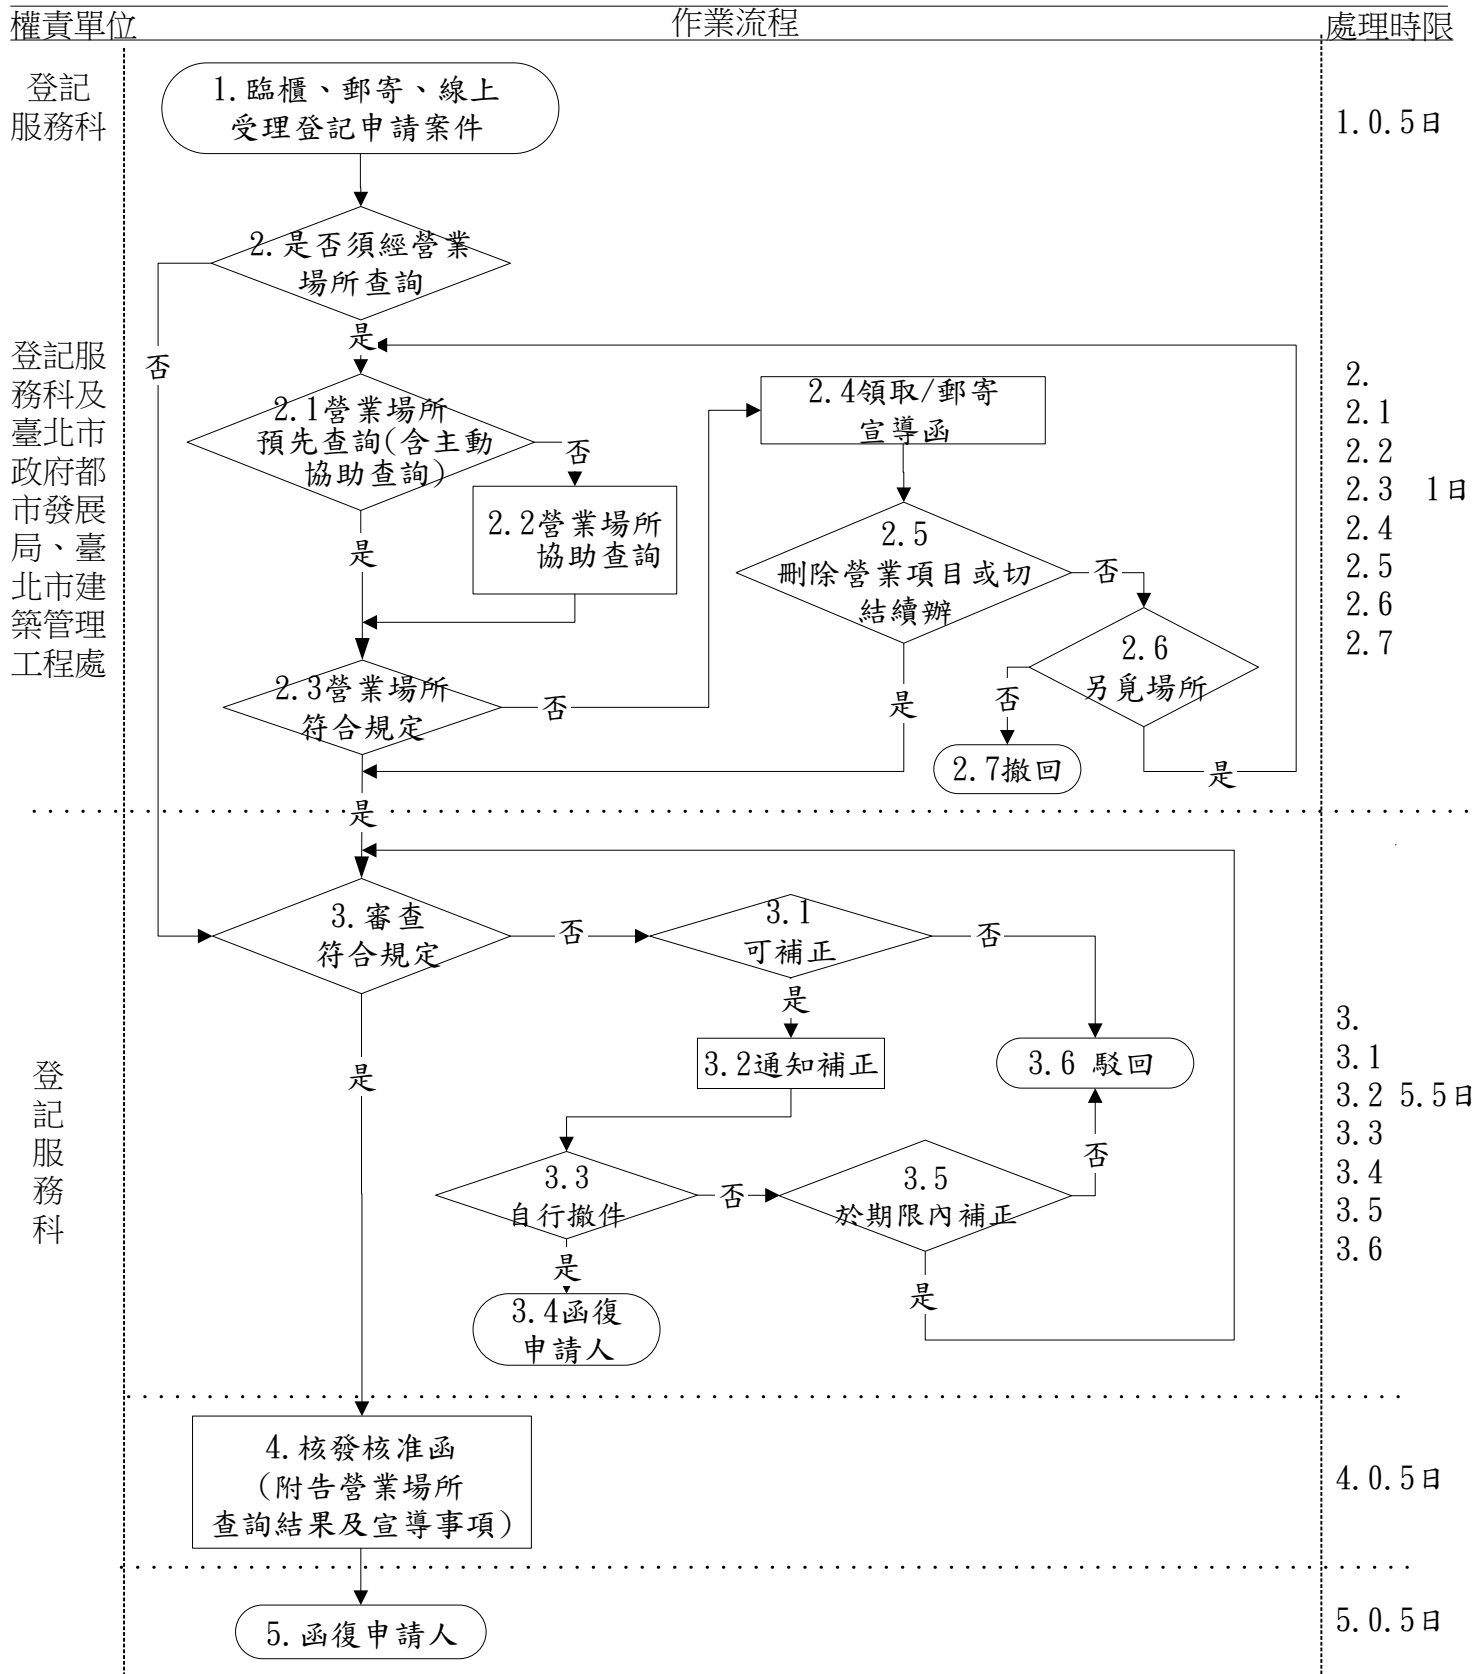 權責單位
作業流程
處理時限
登記
服務科
1.臨櫃、郵寄、線上
受理登記申請案件
1.0.5日
2.是否須經營業
場所查詢
是
否
登記服
務科及
臺北市
政府都
市發展
局、臺
北市建
築管理
工程處
2.1營業場所
預先查詢(含主動
協助查詢)
否
2.2營業場所
協助查詢
是
2.3營業場所
符合規定
否
2.4領取/郵寄
宣導函
2.5
刪除營業項目或切
結續辦
否
是
2.6
另覓場所
否
2.7撤回
是
2.
2.1
2.2
2.3 1日
2.4
2.5
2.6
2.7
是
登
記
服
務
科
3.審查
符合規定
否
3.1
可補正
否
是
3.2通知補正
3.6 駁回
是
3.3
自行撤件
否
3.5
於期限內補正
否
是
3.4函復
申請人
是
3.
3.1
3.2 5.5日
3.3
3.4
3.5
3.6
4.核發核准函
(附告營業場所
查詢結果及宣導事項)
4.0.5日
5.函復申請人
5.0.5日